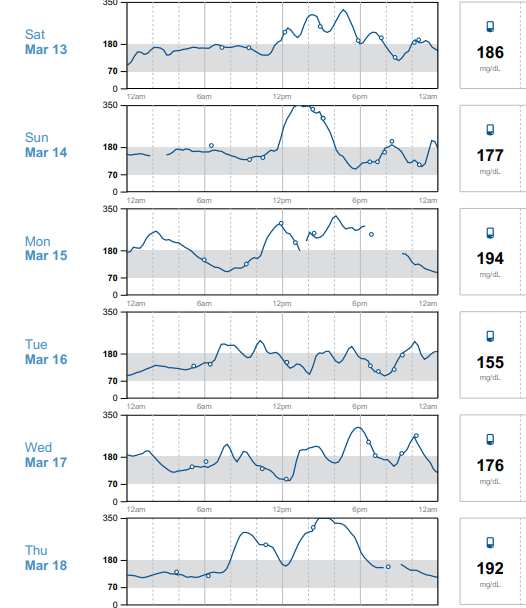 350
Sat
Mar 13
180
70
0
186
mg/dL
12am 6am 12pm 6pm 12am
350
Sun
Mar 14
180
70
0
177
mg/dL
12am 6am 12pm 6pm 12am
350
Mon
Mar 15
180
70
0
194
mg/dL
12am 6am 12pm 6pm 12am
350
Tue
Mar 16
180
70
0
155
mg/dL
12am 6am 12pm 6pm 12am
350
Wed
Mar 17
180
70
0
176
mg/dL
12am 6am 12pm 6pm 12am
350
Thu
Mar 18
180
70
0
192
mg/dL